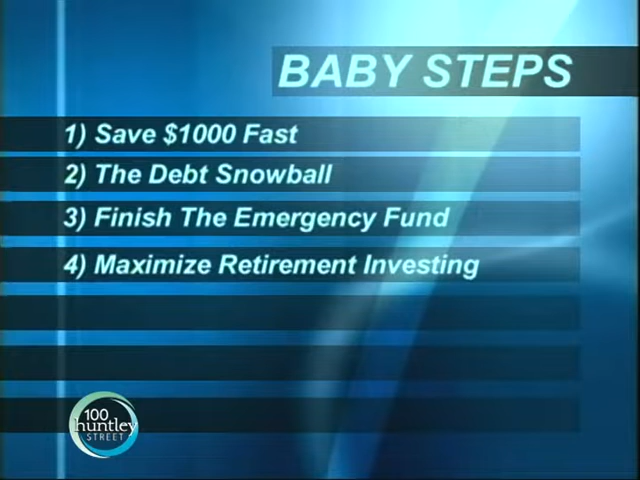 BABY STEPS
1) Save $1000 Fast
2) The Debt Snowball
3) Finish The Emergency Fund
4) Maximize Retirement Investing
100
huntley
STREET